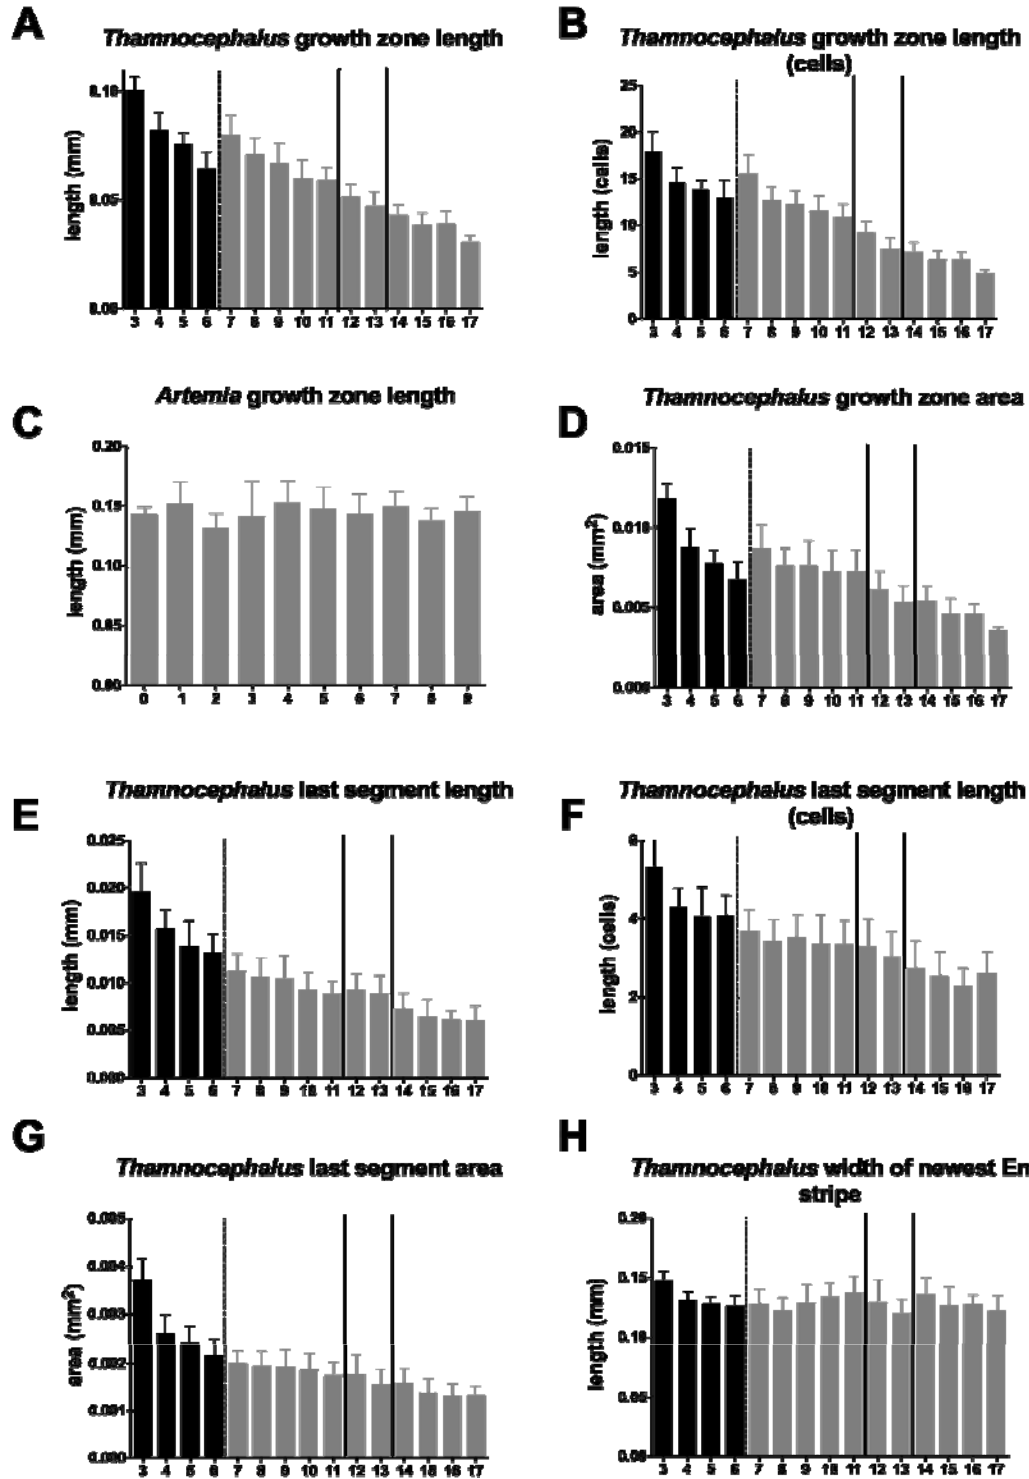 A
Thamnocephalus growth zone length
length (mm)
0.10
0.05
0.00
3 4 5 6 7 8 9 10 11 12 13 14 15 16 17
B
Thamnocephalus growth zone length
(cells)
length (cells)
25
20
15
10
5
0
3 4 5 6 7 8 9 10 11 12 13 14 15 16 17
C
Artemia growth zone length
length (mm)
0.20
0.15
0.10
0.05
0.00
0 1 2 3 4 5 6 7 8 9
D
Thamnocephalus growth zone area
area (mm²)
0.015
0.010
0.005
0.000
3 4 5 6 7 8 9 10 11 12 13 14 15 16 17
E
Thamnocephalus last segment length
length (mm)
0.025
0.020
0.015
0.010
0.005
0.000
3 4 5 6 7 8 9 10 11 12 13 14 15 16 17
F
Thamnocephalus last segment length
(cells)
length (cells)
6
4
2
0
3 4 5 6 7 8 9 10 11 12 13 14 15 16 17
G
Thamnocephalus last segment area
area (mm²)
0.005
0.004
0.003
0.002
0.001
0.000
3 4 5 6 7 8 9 10 11 12 13 14 15 16 17
H
Thamnocephalus width of newest En
stripe
length (mm)
0.20
0.15
0.10
0.05
0.00
3 4 5 6 7 8 9 10 11 12 13 14 15 16 17